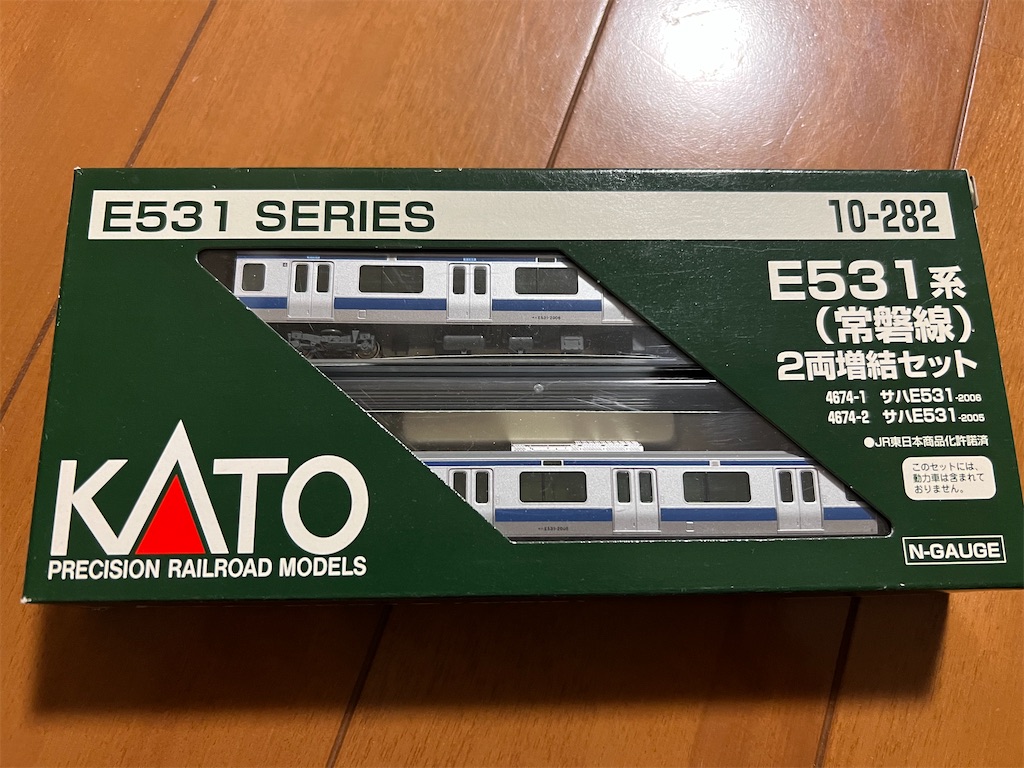 E531 SERIES
10-282
E531系
(常磐線)
2両増結セット
4674-1 サハE531-2006
4674-2 サハE531-2005
●JR東日本商品化許諾済
このセットには、
動力車は含まれて
おりません。
N-GAUGE
KATO
PRECISION RAILROAD MODELS